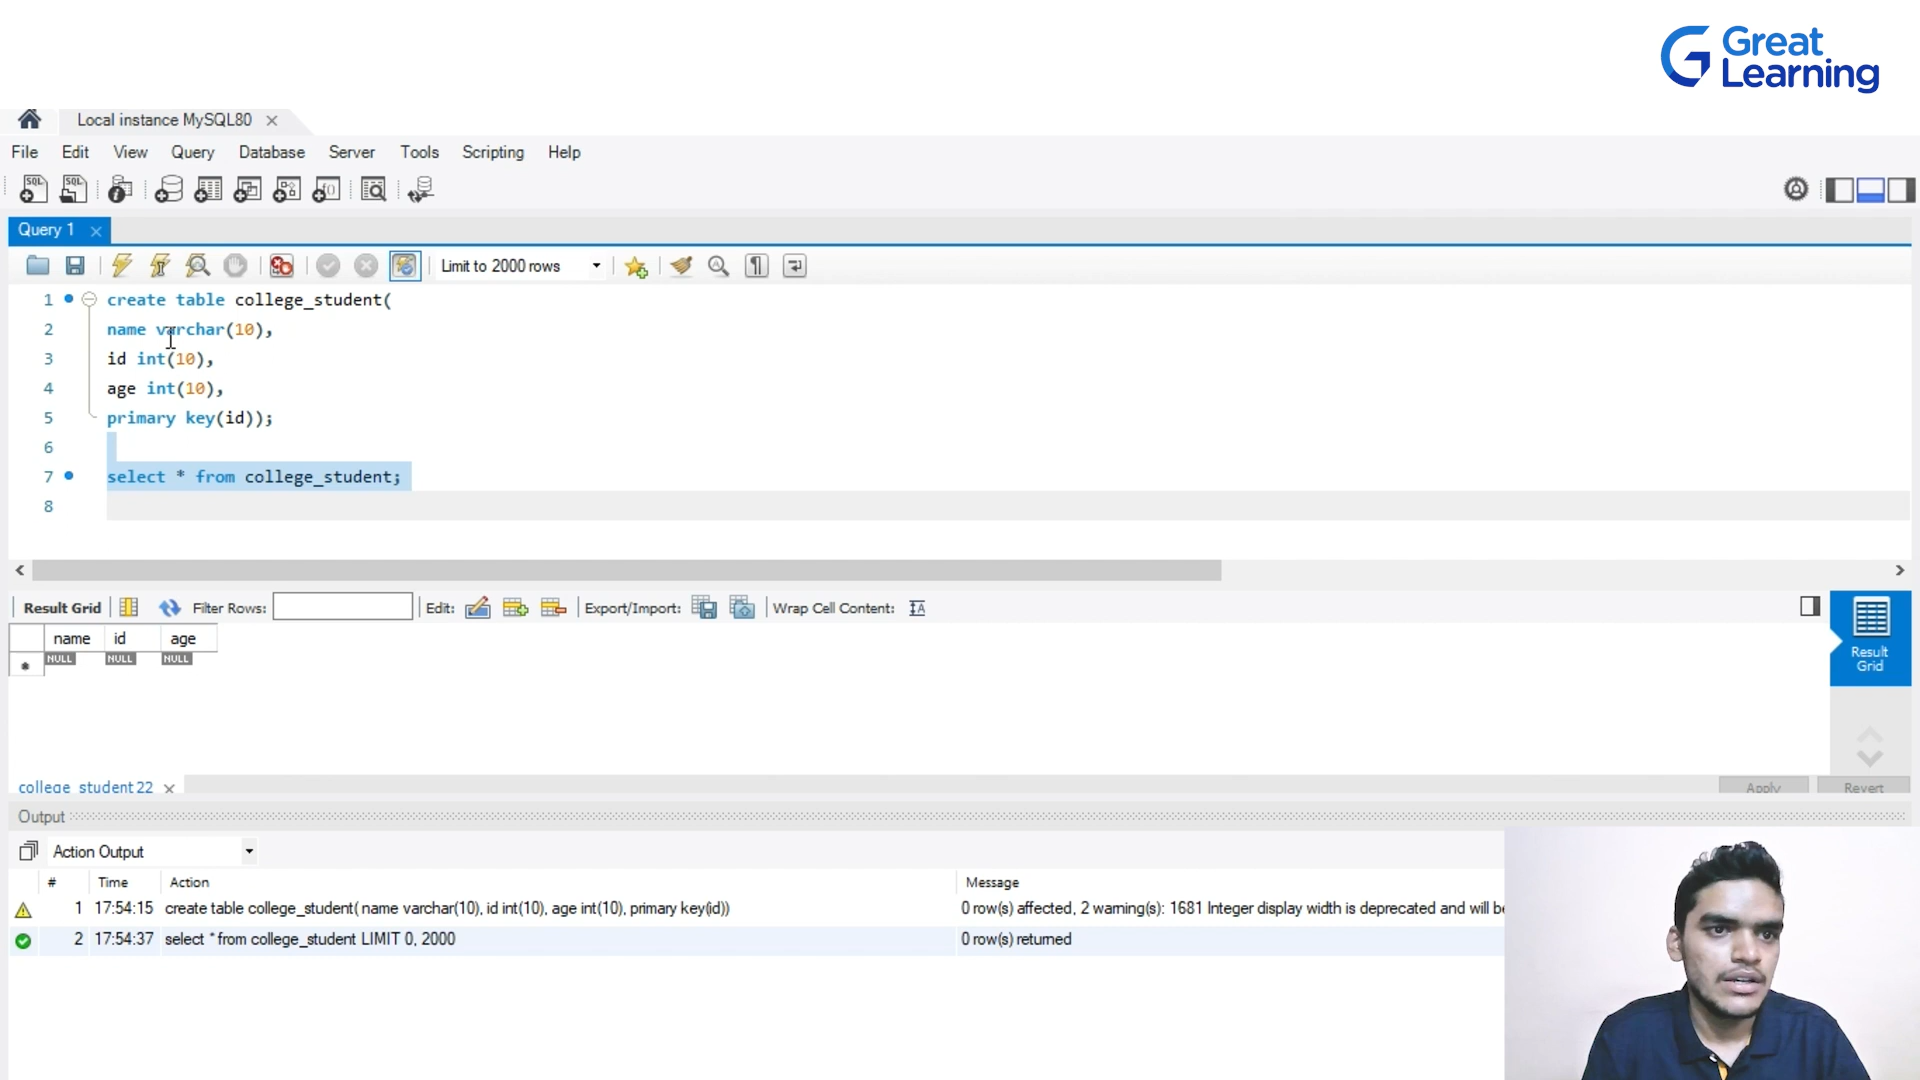 Great
Learning
Local instance MySQL80
File Edit View Query Database Server Tools Scripting Help
Query 1
Limit to 2000 rows
1 create table college_student(
2 name varchar(10),
3 id int(10),
4 age int(10),
5 primary key(id));
6
7 select * from college_student;
8
Result Grid Filter Rows: Edit: Export/Import: Wrap Cell Content:
name id age
NULL NULL NULL
Result
Grid
college_student 22
Apply Revert
Output
Action Output
# Time Action Message
1 17:54:15 create table college_student( name varchar(10), id int(10), age int(10), primary key(id)) 0 row(s) affected, 2 warning(s): 1681 Integer display width is deprecated and will be
2 17:54:37 select * from college_student LIMIT 0, 2000 0 row(s) returned